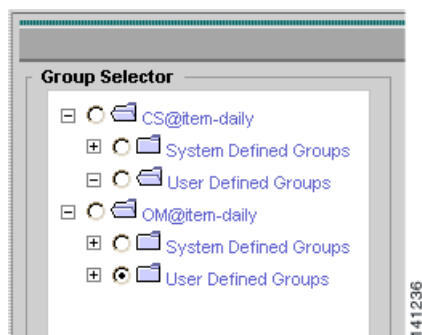 Group Selector
CS@item-daily
System Defined Groups
User Defined Groups
OM@item-daily
System Defined Groups
User Defined Groups
141236